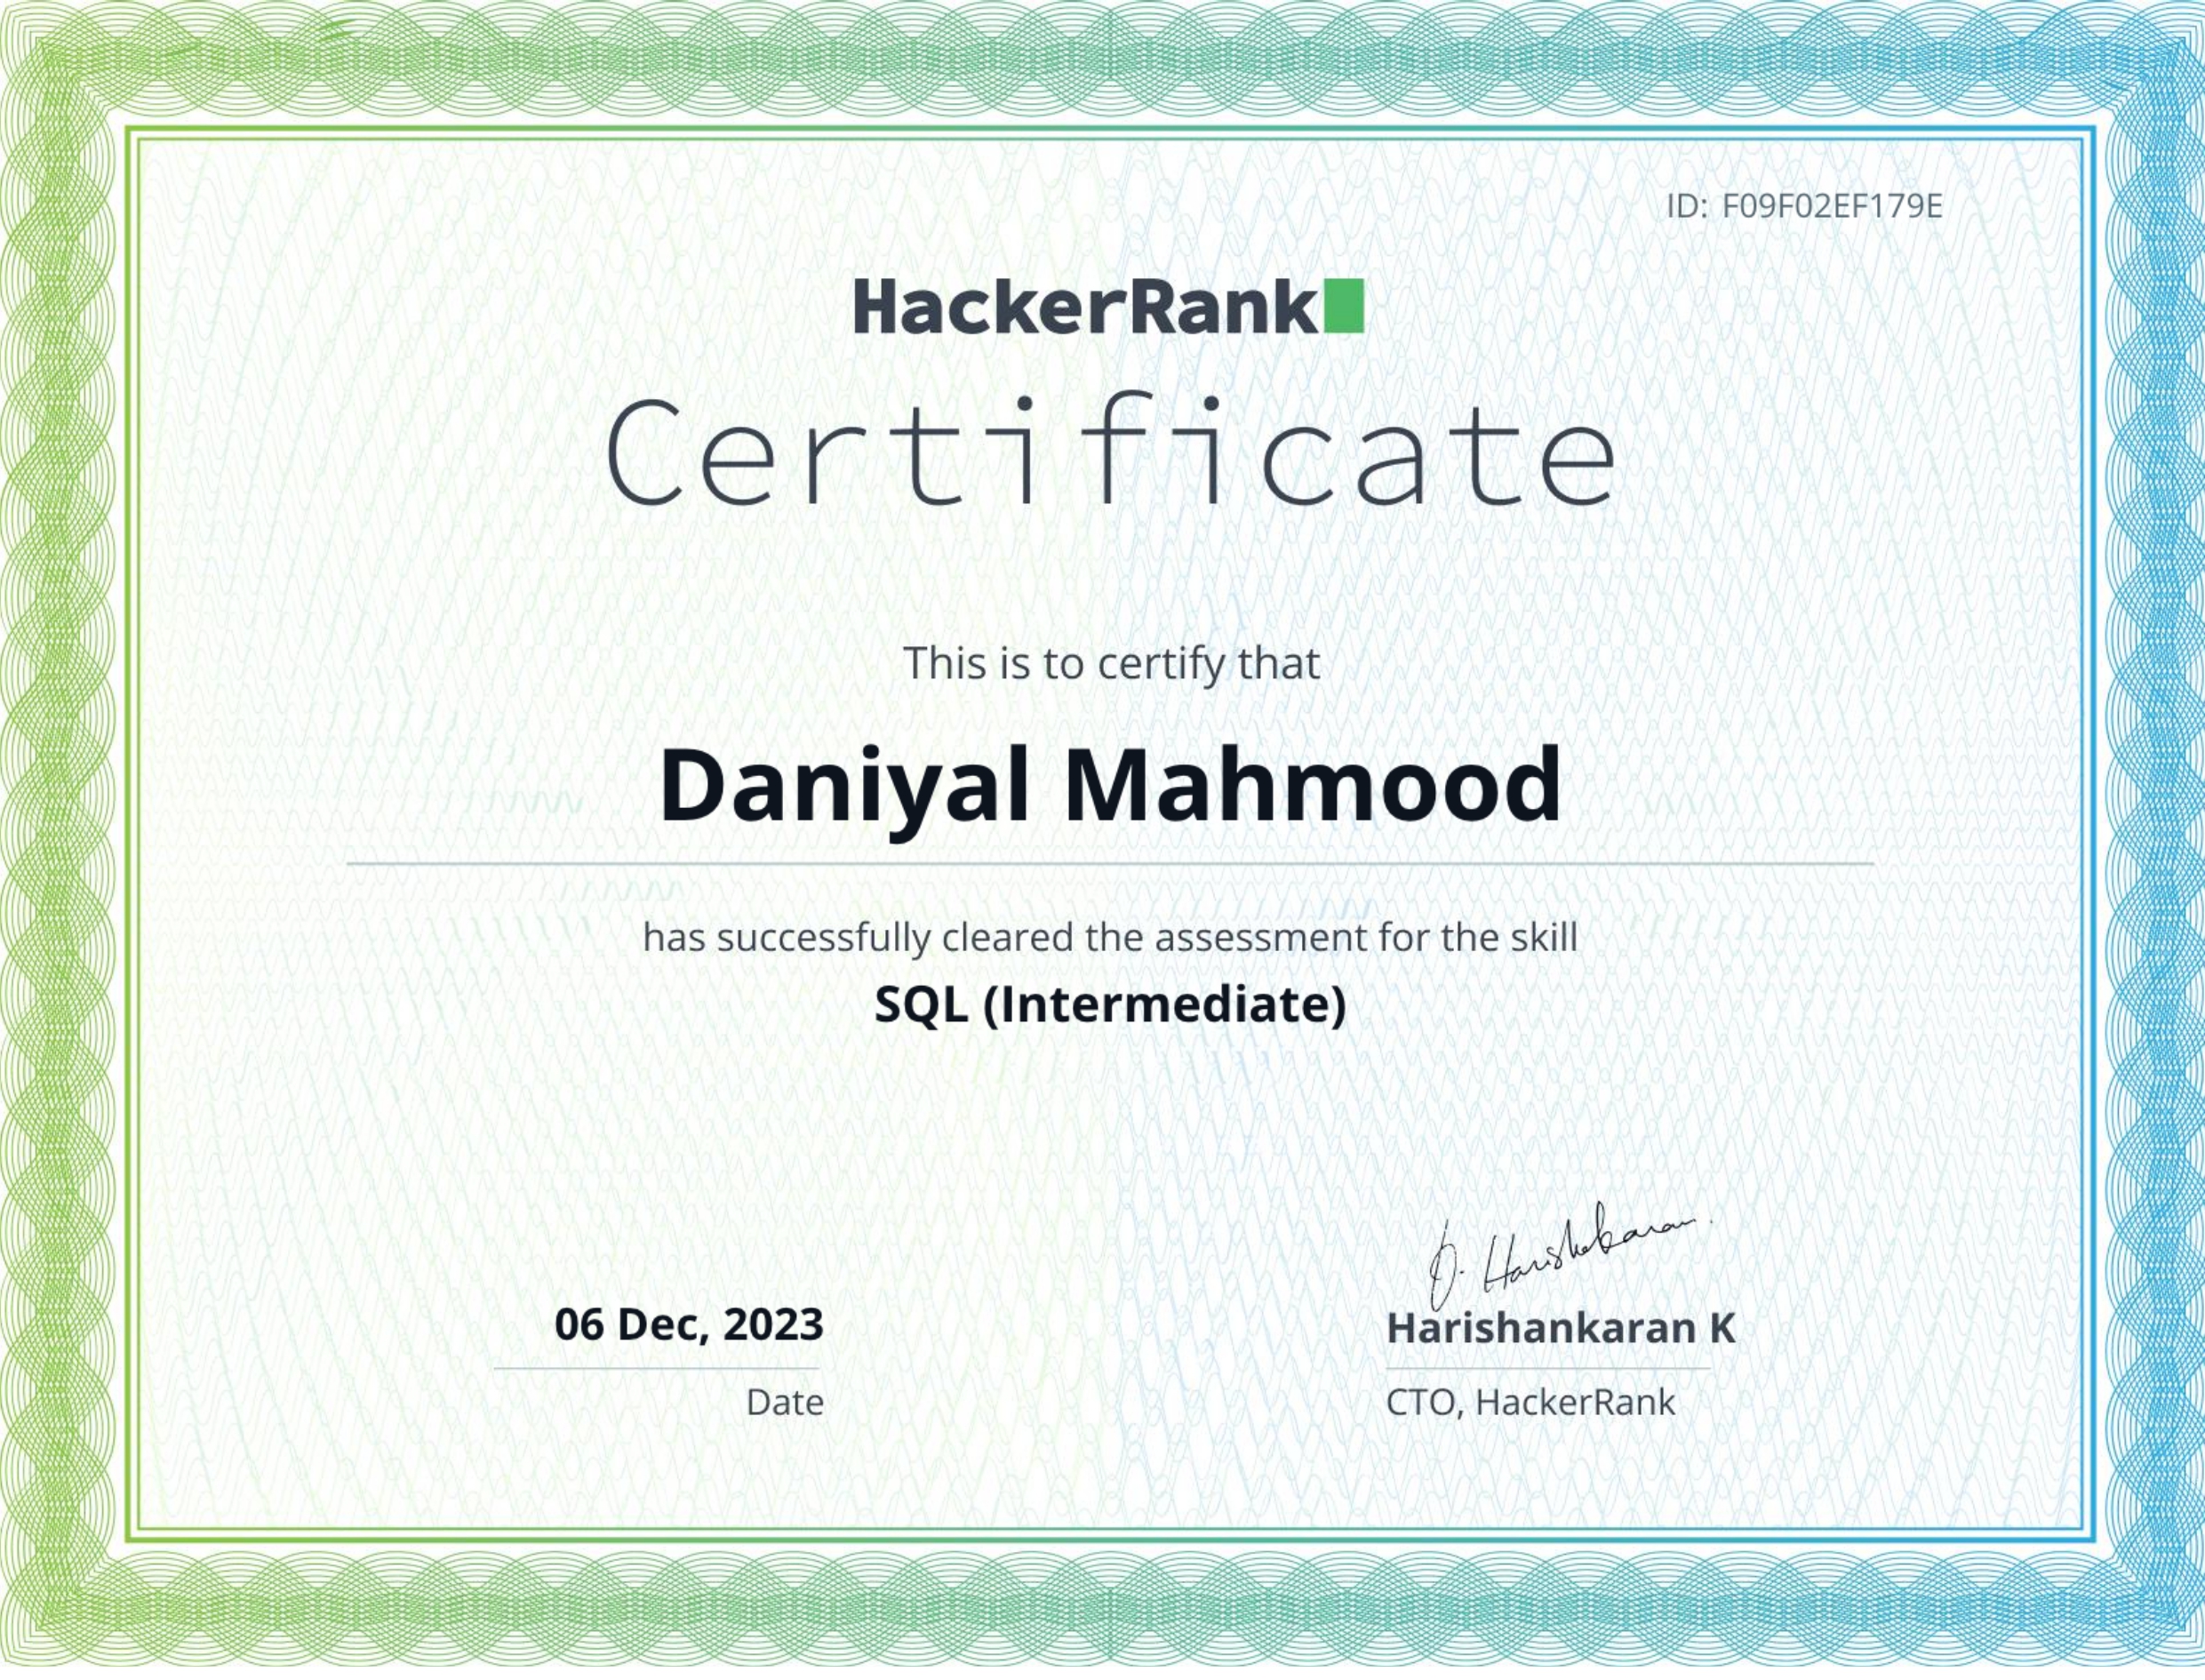 ID: F09F02EF179E
HackerRank
Certificate
This is to certify that
Daniyal Mahmood
has successfully cleared the assessment for the skill
SQL (Intermediate)
06 Dec, 2023
Date
Harishankaran K
CTO, HackerRank